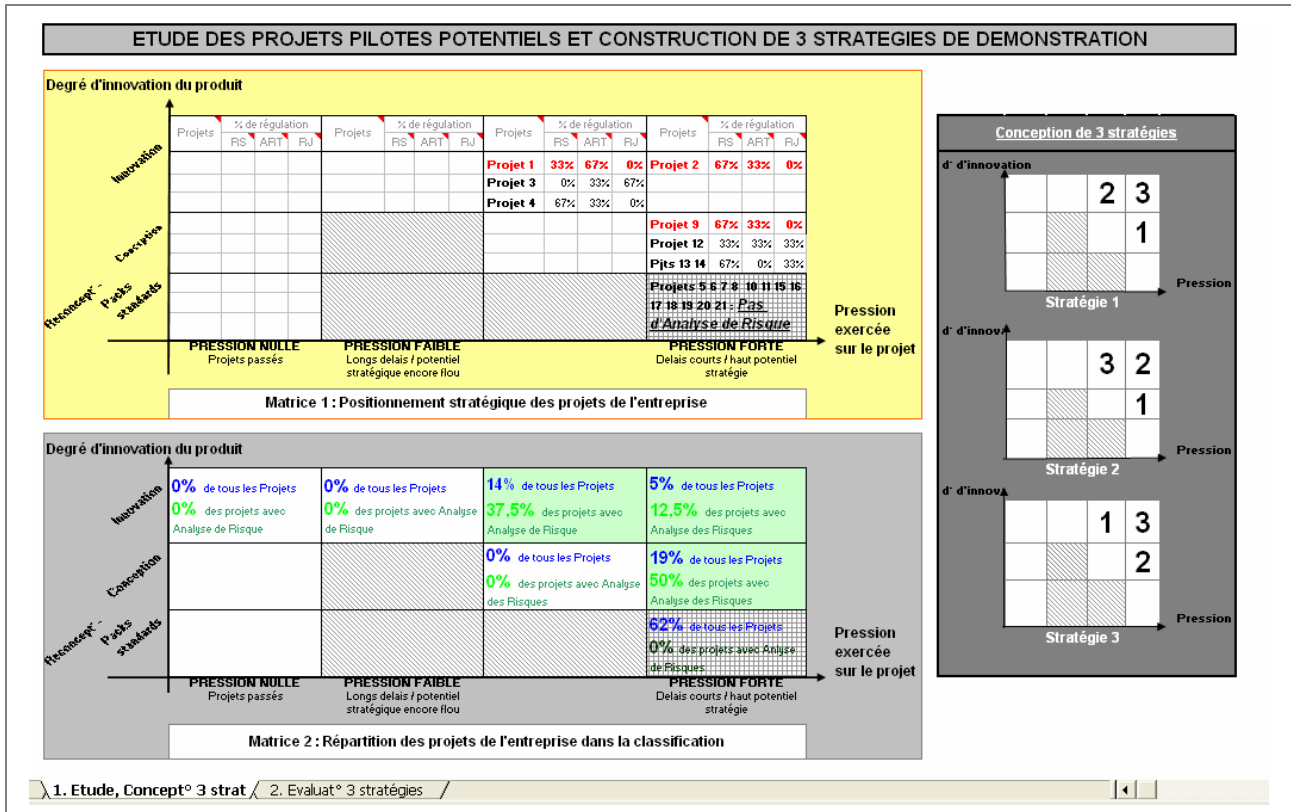 ETUDE DES PROJETS PILOTES POTENTIELS ET CONSTRUCTION DE 3 STRATEGIES DE DEMONSTRATION
Degré d'innovation du produit
Projets % de régulation Projets % de régulation Projets % de régulation Projets % de régulation
RS ART RJ RS ART RJ RS ART RJ RS ART RJ
Innovation
Projet 1 33% 67% 0% Projet 2 67% 33% 0%
Projet 3 0% 33% 67%
Projet 4 67% 33% 0%
Conception
Projet 9 67% 33% 0%
Projet 12 33% 33% 33%
Pjts 13 14 67% 0% 33%
Reconcept° - Packs standards
Projets 5 6 7 8 10 11 15 16
17 18 19 20 21 : Pas
d'Analyse de Risque
Pression
exercée
sur le projet
PRESSION NULLE PRESSION FAIBLE PRESSION FORTE
Projets passés Longs delais / potentiel Delais courts / haut potentiel
stratégique encore flou stratégie
Matrice 1 : Positionnement stratégique des projets de l'entreprise
Degré d'innovation du produit
Innovation
0% de tous les Projets 0% de tous les Projets 14% de tous les Projets 5% de tous les Projets
0% des projets avec 0% des projets avec Analyse 37,5% des projets avec 12,5% des projets avec
Analyse de Risque de Risque Analyse de Risque Analyse des Risques
Conception
0% de tous les Projets 19% de tous les Projets
0% des projets avec Analyse 50% des projets avec
des Risques Analyse des Risques
Reconcept° - Packs standards
62% de tous les Projets
0% des projets avec Anlyse
de Risques
Pression
exercée
sur le projet
PRESSION NULLE PRESSION FAIBLE PRESSION FORTE
Projets passés Longs delais / potentiel Delais courts / haut potentiel
stratégique encore flou stratégie
Matrice 2 : Répartition des projets de l'entreprise dans la classification
Conception de 3 stratégies
d° d'innovation
2 3
1
Pression
Stratégie 1
d° d'innov
3 2
1
Pression
Stratégie 2
d° d'innov
1 3
2
Pression
Stratégie 3
1. Etude, Concept° 3 strat 2. Evaluat° 3 stratégies